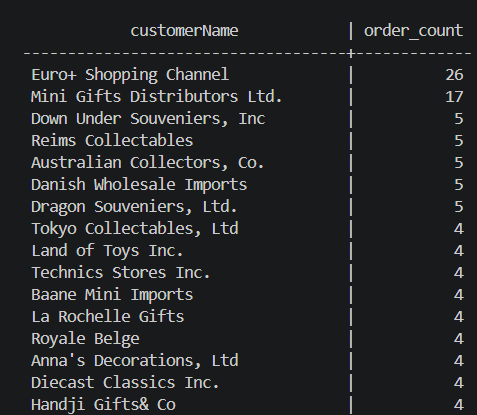 customerName | order_count
-----------------------------------+-------------
Euro+ Shopping Channel | 26
Mini Gifts Distributors Ltd. | 17
Down Under Souveniers, Inc | 5
Reims Collectables | 5
Australian Collectors, Co. | 5
Danish Wholesale Imports | 5
Dragon Souveniers, Ltd. | 5
Tokyo Collectables, Ltd | 4
Land of Toys Inc. | 4
Technics Stores Inc. | 4
Baane Mini Imports | 4
La Rochelle Gifts | 4
Royale Belge | 4
Anna's Decorations, Ltd | 4
Diecast Classics Inc. | 4
Handji Gifts& Co | 4